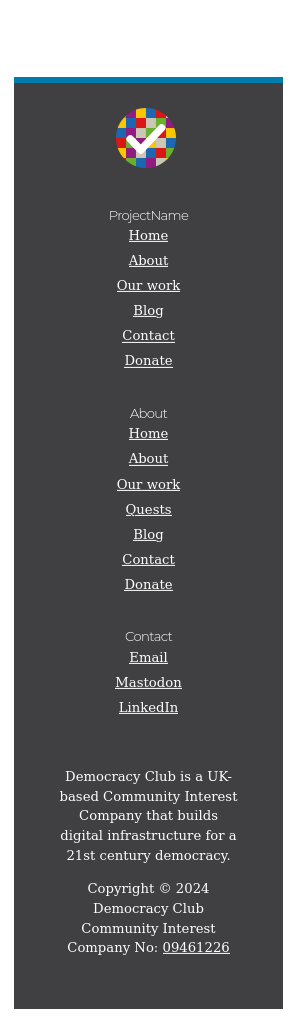 ProjectName
Home
About
Our work
Blog
Contact
Donate
About
Home
About
Our work
Quests
Blog
Contact
Donate
Contact
Email
Mastodon
LinkedIn
Democracy Club is a UK-
based Community Interest
Company that builds
digital infrastructure for a
21st century democracy.
Copyright © 2024
Democracy Club
Community Interest
Company No: 09461226